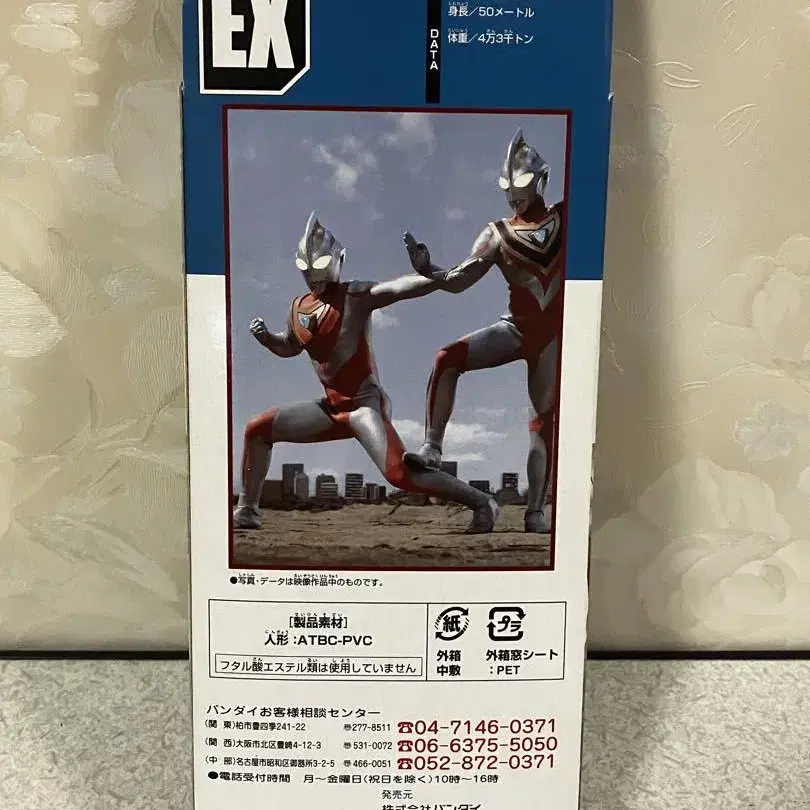 EX
DATA
身長/50メートル
体重/4万3千トン
●写真・データは映像作品中のものです。
[製品素材]
人形:ATBC-PVC
フタル酸エステル類は使用していません
紙
外箱
中敷
プラ
外箱窓シート
:PET
バンダイお客様相談センター
(関 東)柏市豊四季241-22 〠277-8511 ☎04-7146-0371
(関 西)大阪市北区豊崎4-12-3 〠531-0072 ☎06-6375-5050
(中 部)名古屋市昭和区御器所3-2-5 〠466-0051 ☎052-872-0371
●電話受付時間 月~金曜日(祝日を除く)10時~16時
発売元
株式会社バンダイ